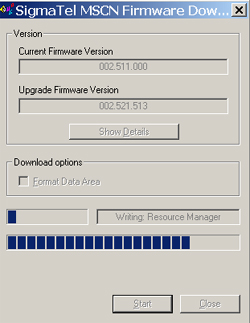 SigmaTel MSCN Firmware Dow...
Version
Current Firmware Version
002.511.000
Upgrade Firmware Version
002.521.513
Show Details
Download options
Format Data Area
Writing: Resource Manager
Start
Close